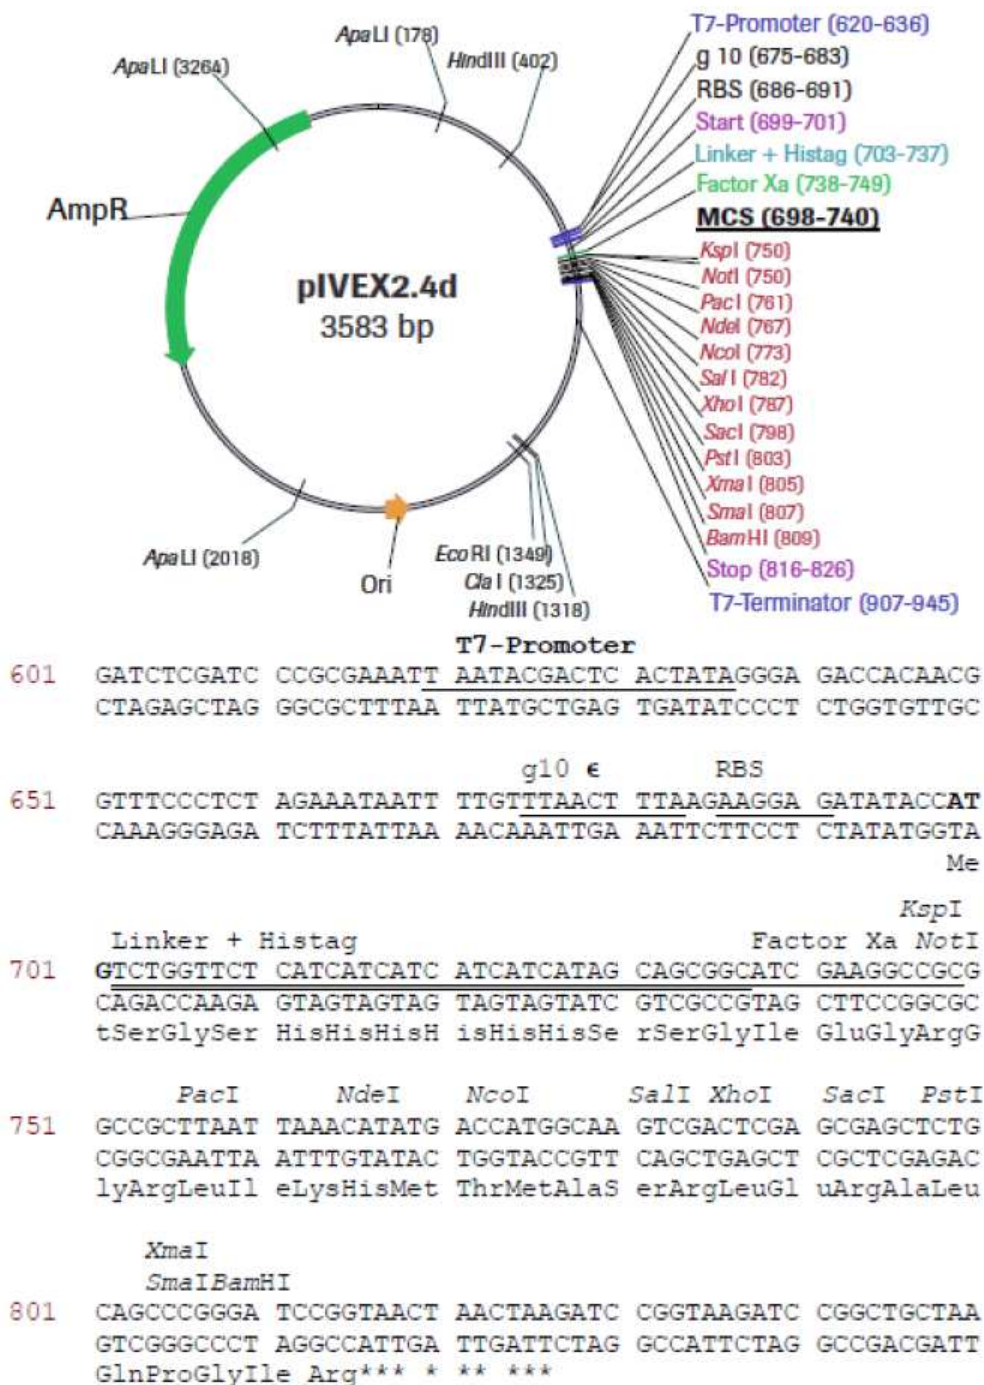 ApaLI (178)
ApaLI (3264)
HindIII (402)
AmpR
pIVEX2.4d
3583 bp
ApaLI (2018)
Ori
EcoRI (1349)
ClaI (1325)
HindIII (1318)
T7-Promoter (620-636)
g 10 (675-683)
RBS (686-691)
Start (699-701)
Linker + Histag (703-737)
Factor Xa (738-749)
MCS (698-740)
KspI (750)
NotI (750)
PacI (761)
NdeI (767)
NcoI (773)
SalI (782)
XhoI (787)
SacI (798)
PstI (803)
XmaI (805)
SmaI (807)
BamHI (809)
Stop (816-826)
T7-Terminator (907-945)
T7-Promoter
601 GATCTCGATC CCGCGAAATT AATACGACTC ACTATAGGGA GACCACAACG
CTAGAGCTAG GGCGCTTTAA TTATGCTGAG TGATATCCCT CTGGTGTTGC
g10 ϵ RBS
651 GTTTCCCTCT AGAAATAATT TTGTTTAACT TTAAGAAGGA GATATACCAT
CAAAGGGAGA TCTTTATTAA AACAAATTGA AATTCTTCCT CTATATGGTA
Me
KspI
Linker + Histag Factor Xa NotI
701 GTCTGGTTCT CATCATCATC ATCATCATAG CAGCGGCATC GAAGGCCGCG
CAGACCAAGA GTAGTAGTAG TAGTAGTATC GTCGCCGTAG CTTCCGGCGC
tSerGlySer HisHisHisH isHisHisSe rSerGlyIle GluGlyArgG
PacI NdeI NcoI SalI XhoI SacI PstI
751 GCCGCTTAAT TAAACATATG ACCATGGCAA GTCGACTCGA GCGAGCTCTG
CGGCGAATTA ATTTGTATAC TGGTACCGTT CAGCTGAGCT CGCTCGAGAC
lyArgLeuIl eLysHisMet ThrMetAlaS erArgLeuGl uArgAlaLeu
XmaI
SmaIBamHI
801 CAGCCCGGGA TCCGGTAACT AACTAAGATC CGGTAAGATC CGGCTGCTAA
GTCGGGCCCT AGGCCATTGA TTGATTCTAG GCCATTCTAG GCCGACGATT
GlnProGlyIle Arg*** * ** ***